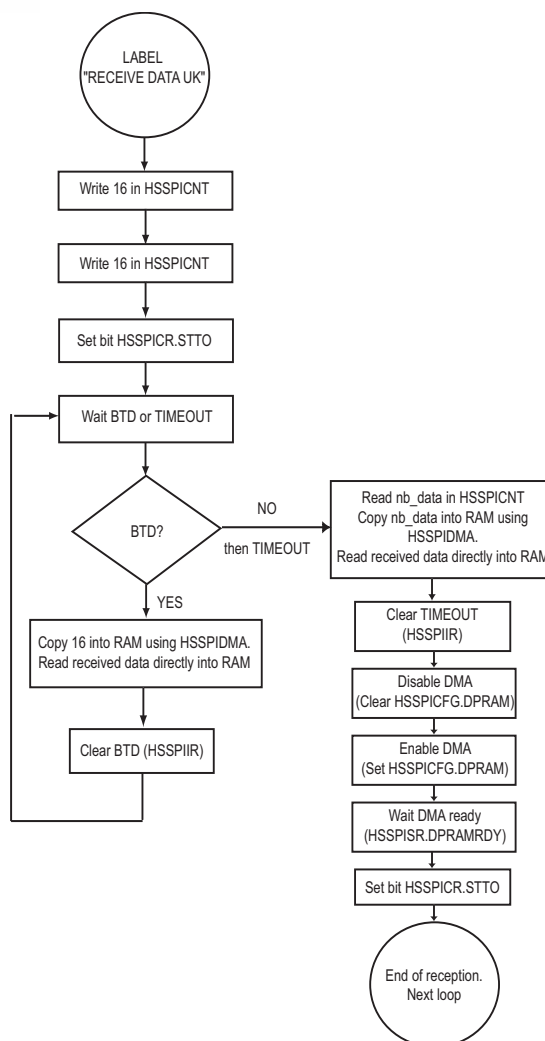 LABEL
"RECEIVE DATA UK"
Write 16 in HSSPICNT
Write 16 in HSSPICNT
Set bit HSSPICR.STTO
Wait BTD or TIMEOUT
BTD?
NO
then TIMEOUT
YES
Copy 16 into RAM using HSSPIDMA.
Read received data directly into RAM
Clear BTD (HSSPIIR)
Read nb_data in HSSPICNT
Copy nb_data into RAM using
HSSPIDMA.
Read received data directly into RAM
Clear TIMEOUT
(HSSPIIR)
Disable DMA
(Clear HSSPICFG.DPRAM)
Enable DMA
(Set HSSPICFG.DPRAM)
Wait DMA ready
(HSSPISR.DPRAMRDY)
Set bit HSSPICR.STTO
End of reception.
Next loop